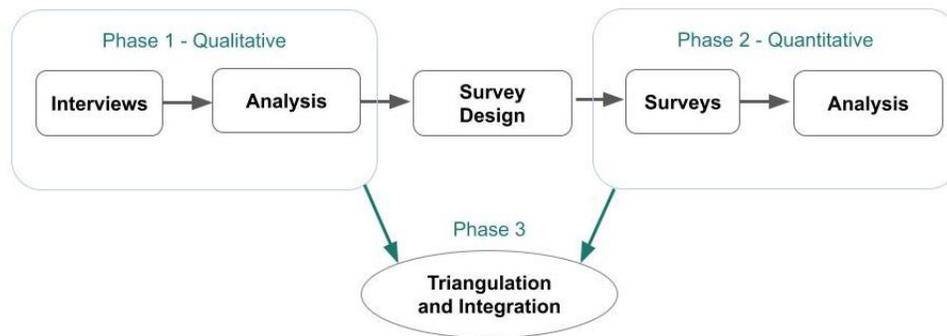 Phase 1 - Qualitative
Phase 2 - Quantitative
Interviews
Analysis
Survey
Design
Surveys
Analysis
Phase 3
Triangulation
and Integration